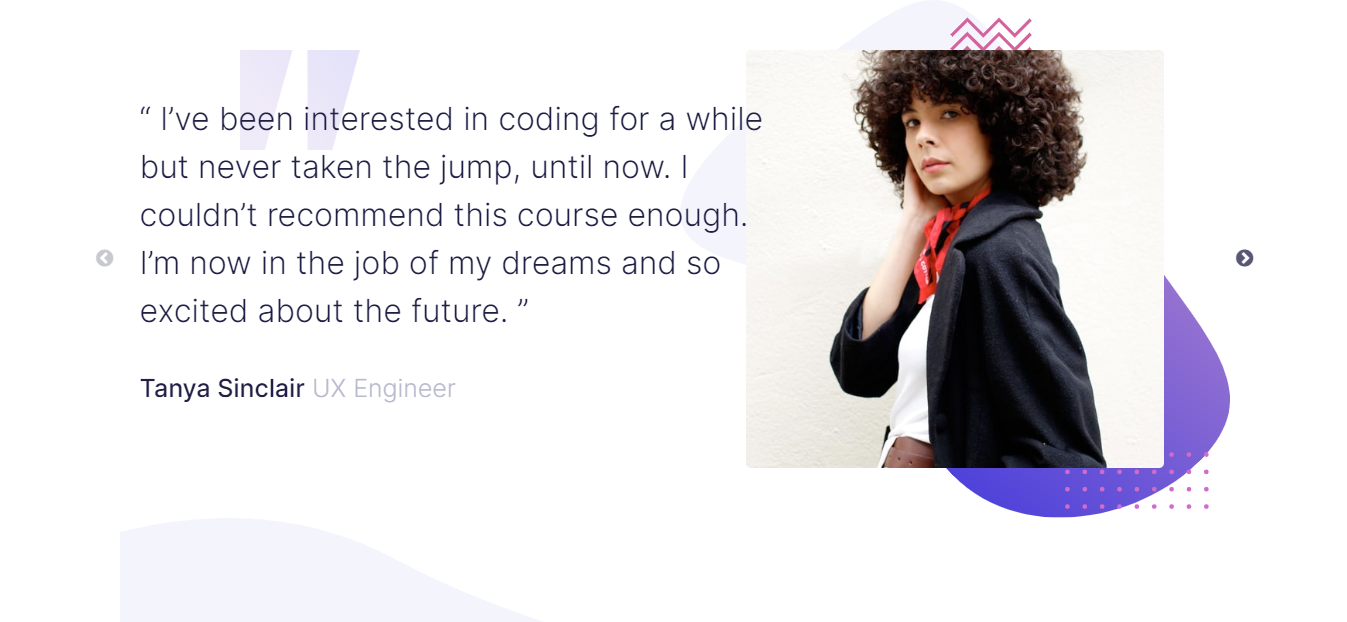 “ I’ve been interested in coding for a while
but never taken the jump, until now. I
couldn’t recommend this course enough.
I’m now in the job of my dreams and so
excited about the future. ”
Tanya Sinclair UX Engineer